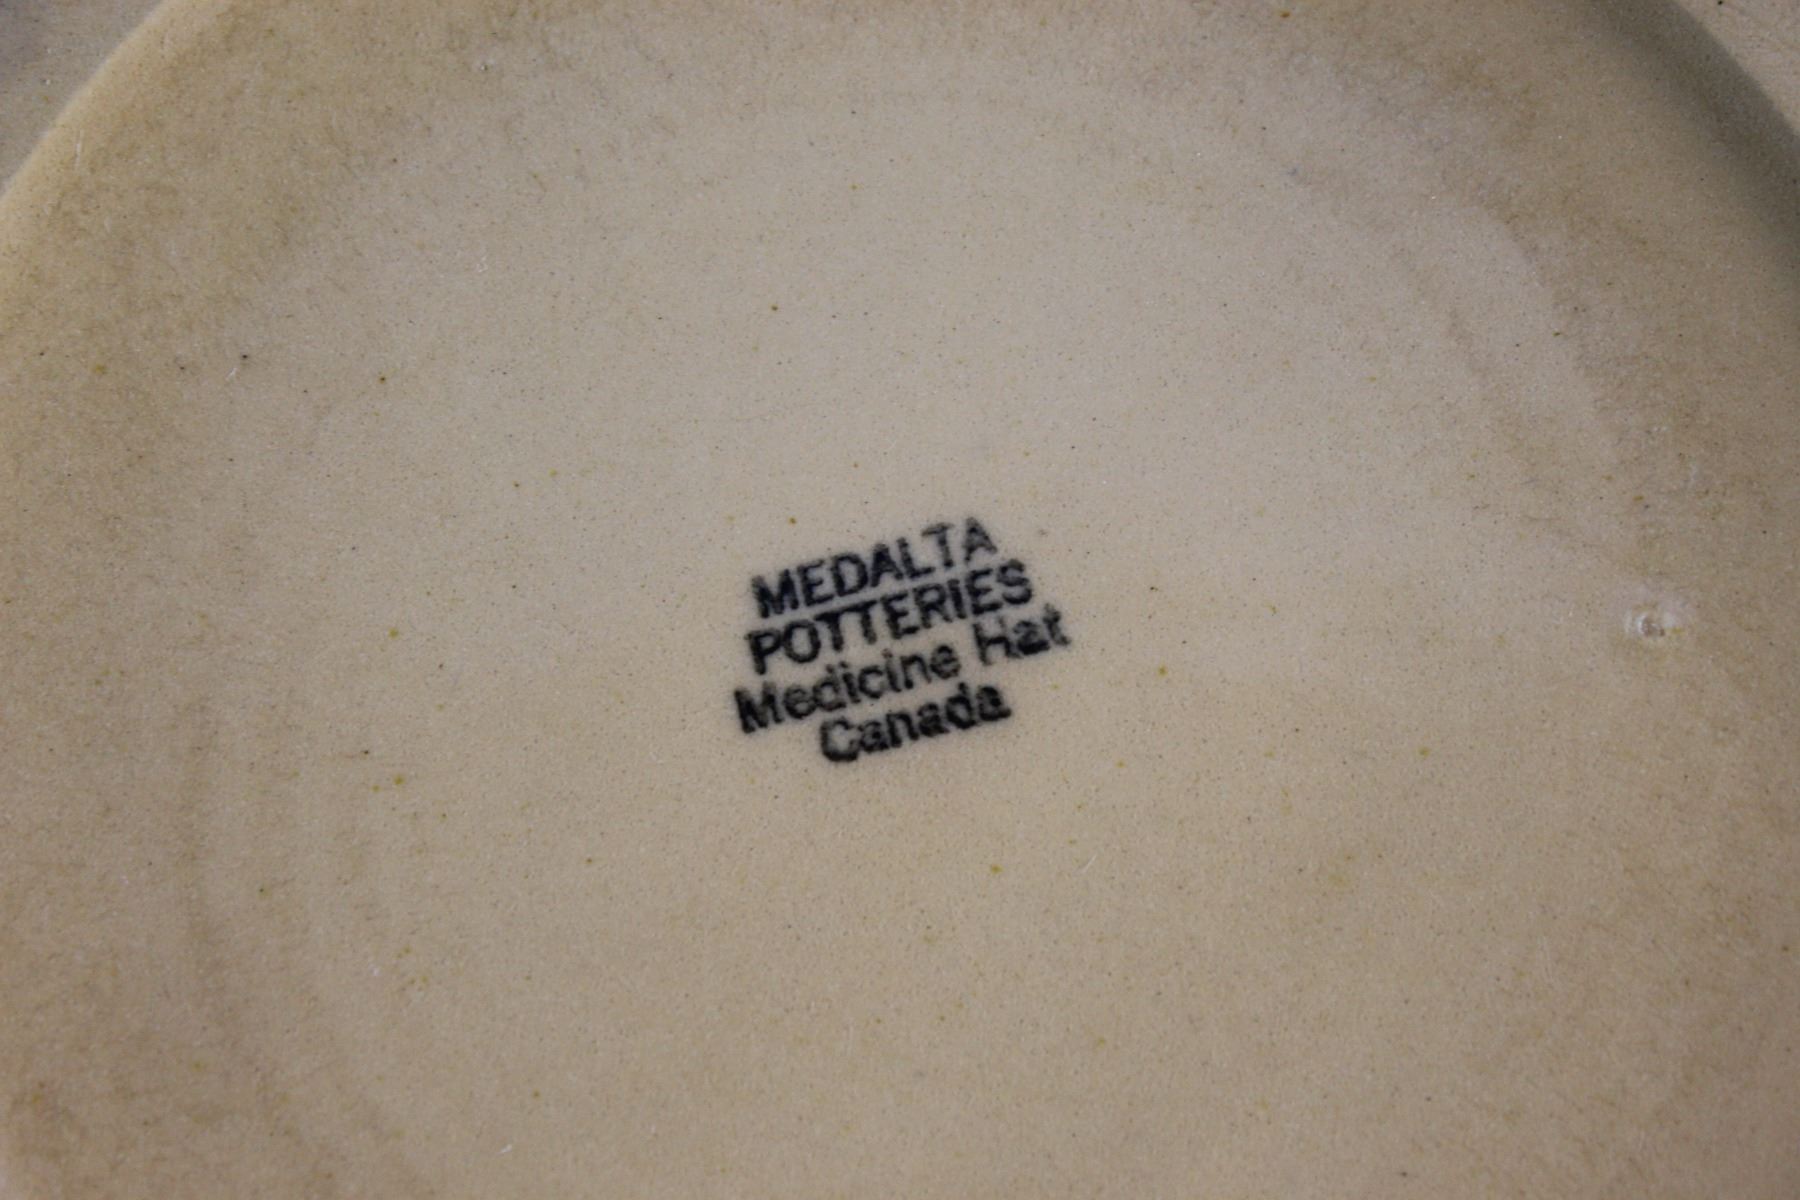 MEDALTA
POTTERIES
Medicine Hat
Canada